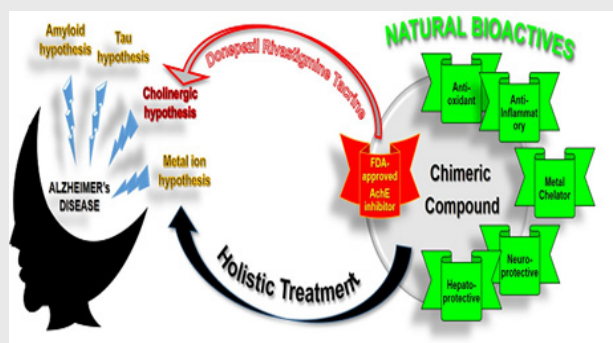 Amyloid
hypothesis
Tau
hypothesis
Cholinergic
hypothesis
Metal ion
hypothesis
ALZHEIMER's
DISEASE
Donepezil Rivastigmine Tacrine
Holistic Treatment
FDA-
approved
AchE
inhibitor
Chimeric
Compound
NATURAL BIOACTIVES
Anti-
oxidant
Anti-
Inflammat
ory
Metal
Chelator
Neuro-
protective
Hepato-
protective